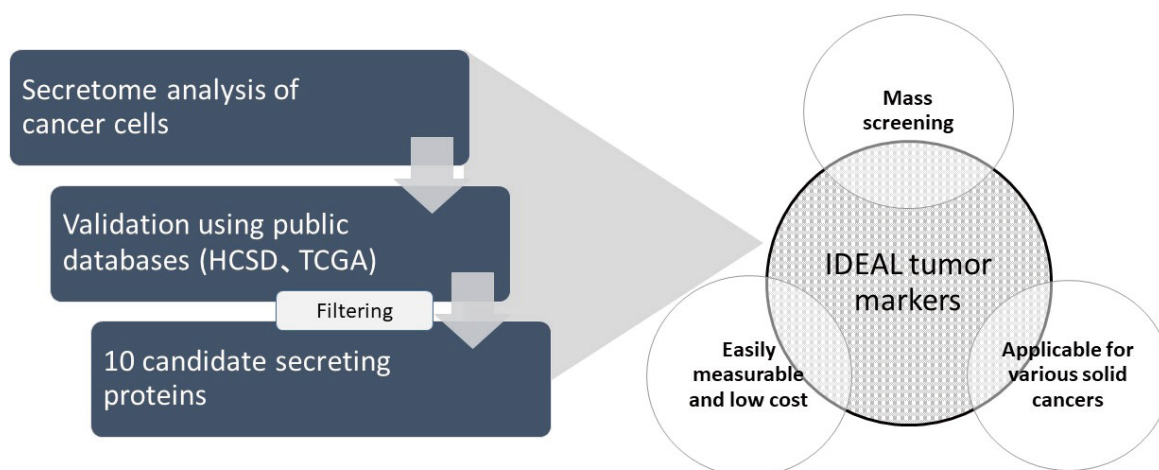 Secretome analysis of
cancer cells
Validation using public
databases (HCSD、TCGA)
Filtering
10 candidate secreting
proteins
Mass
screening
IDEAL tumor
markers
Easily
measurable
and low cost
Applicable for
various solid
cancers